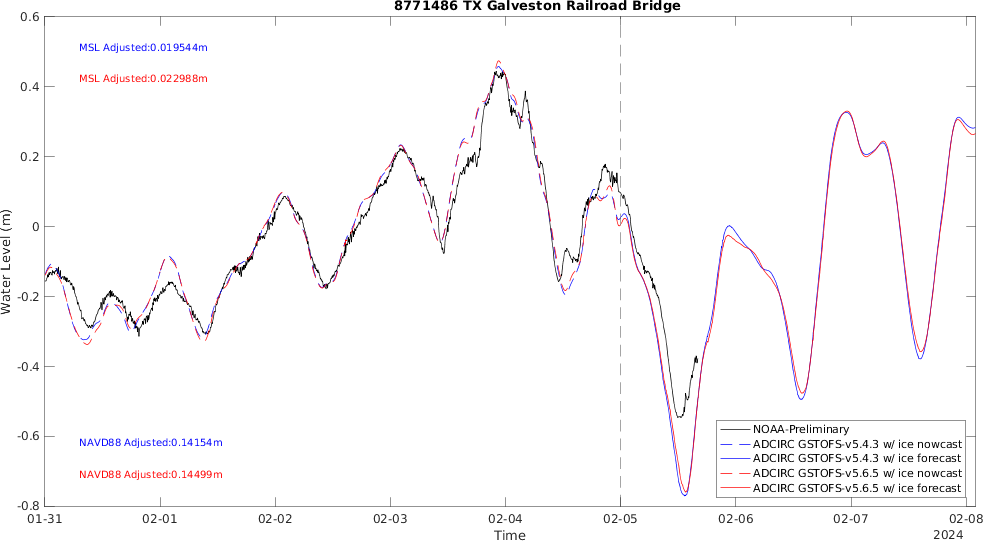 8771486 TX Galveston Railroad Bridge
0.6
MSL Adjusted:0.019544m
MSL Adjusted:0.022988m
0.4
0.2
0
-0.2
-0.4
-0.6
-0.8
Water Level (m)
NAVD88 Adjusted:0.14154m
NAVD88 Adjusted:0.14499m
NOAA-Preliminary
ADCIRC GSTOFS-v5.4.3 w/ ice nowcast
ADCIRC GSTOFS-v5.4.3 w/ ice forecast
ADCIRC GSTOFS-v5.6.5 w/ ice nowcast
ADCIRC GSTOFS-v5.6.5 w/ ice forecast
01-31 02-01 02-02 02-03 02-04 02-05 02-06 02-07 02-08
Time
2024